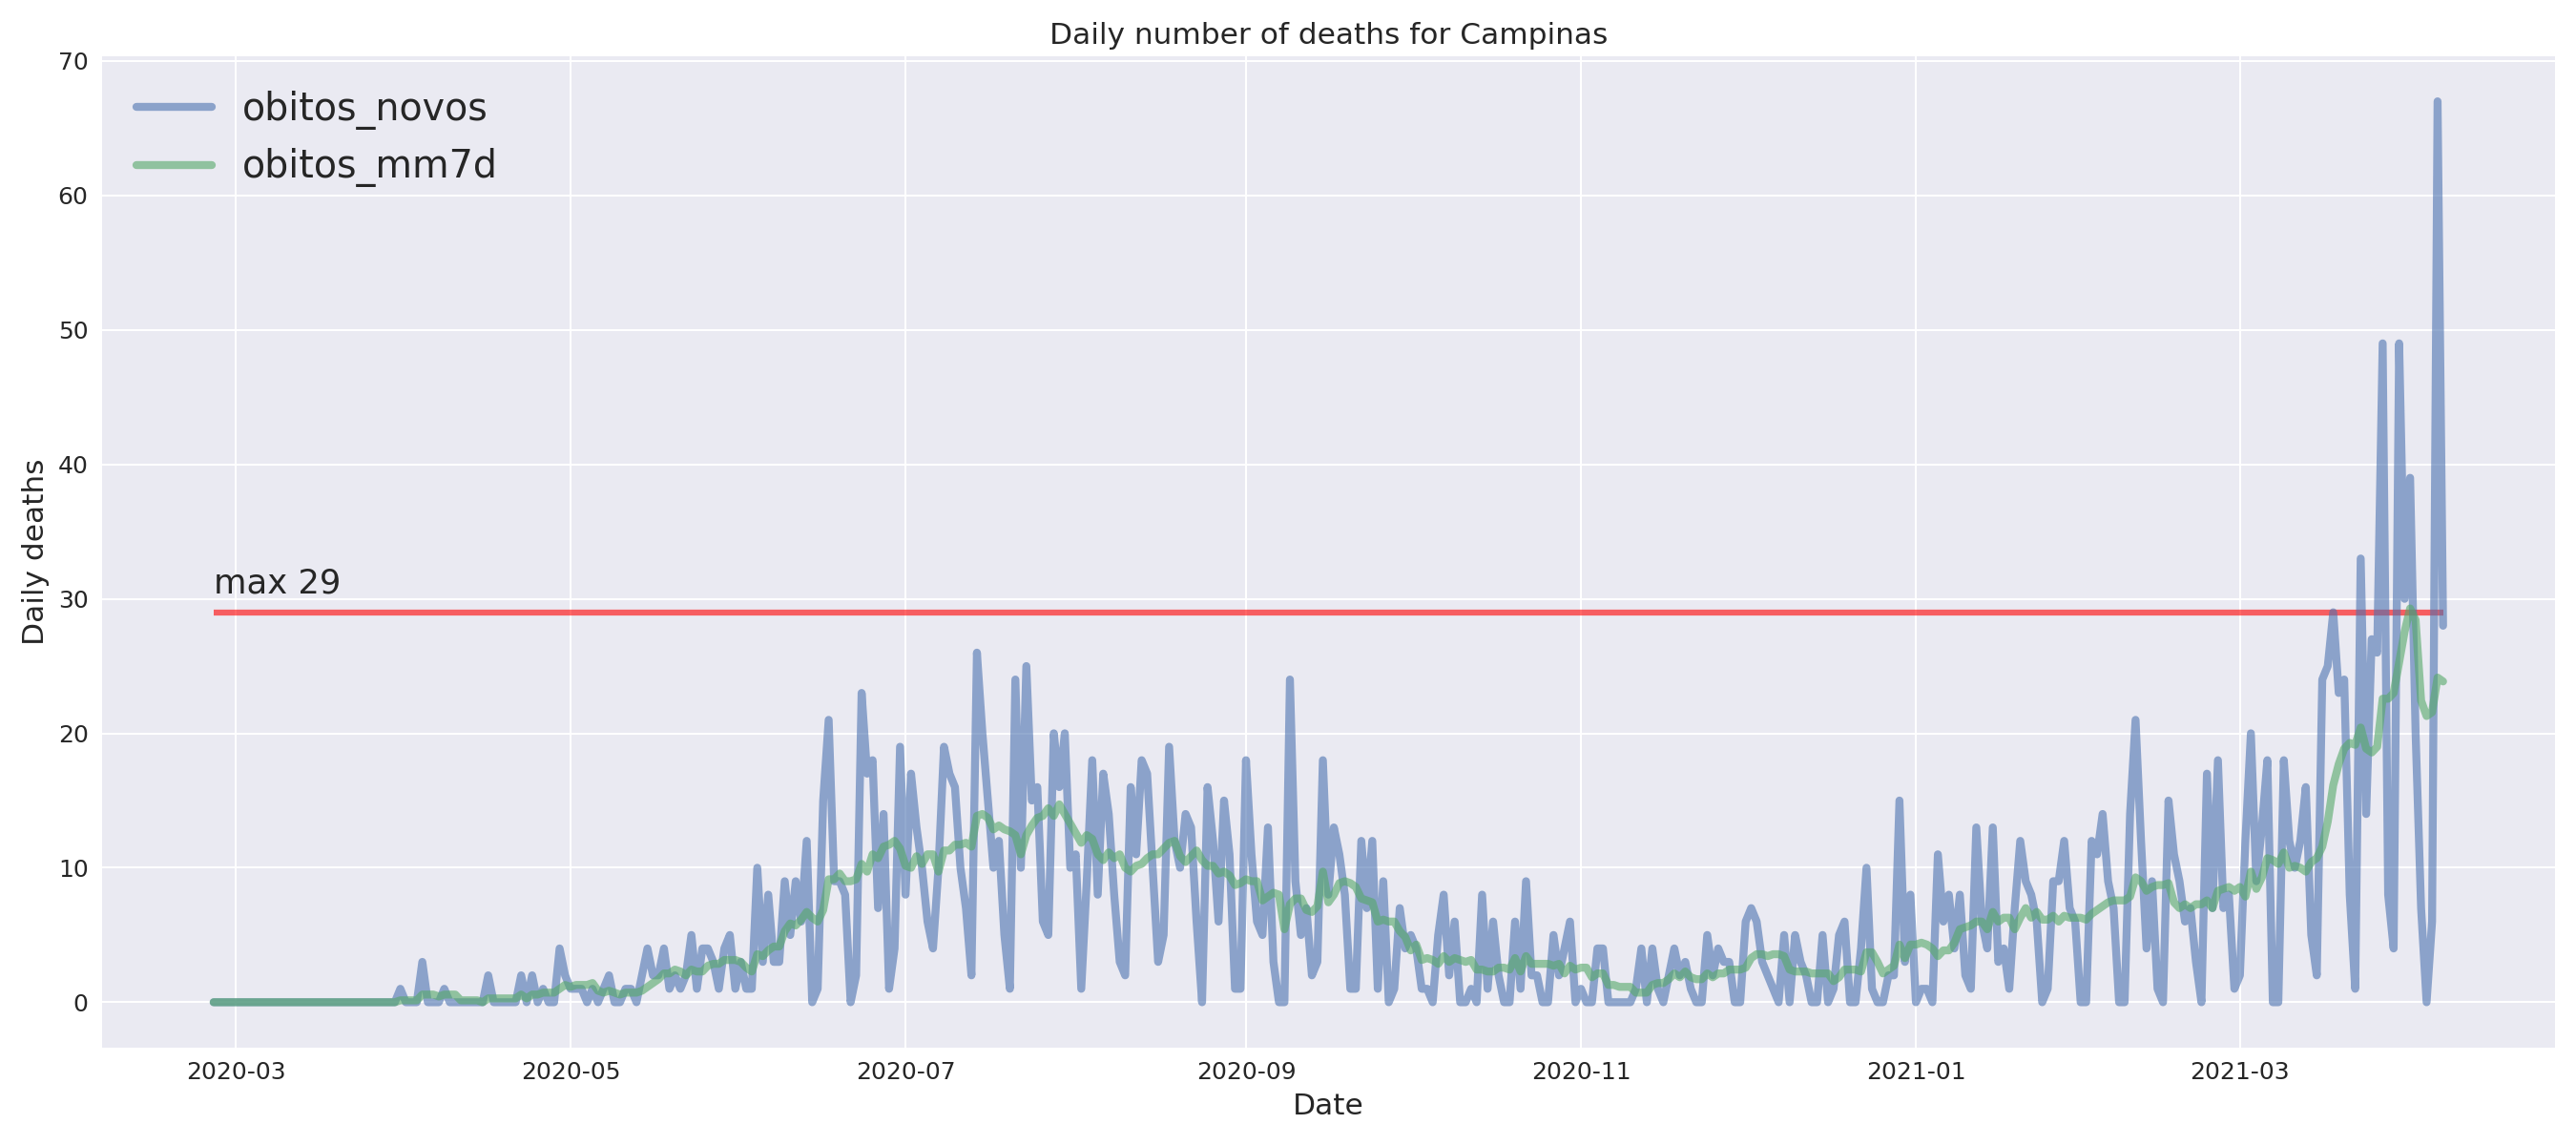 Daily number of deaths for Campinas
70
obitos_novos
obitos_mm7d
60
50
40
max 29
30
20
10
0
Daily deaths
2020-03 2020-05 2020-07 2020-09 2020-11 2021-01 2021-03
Date